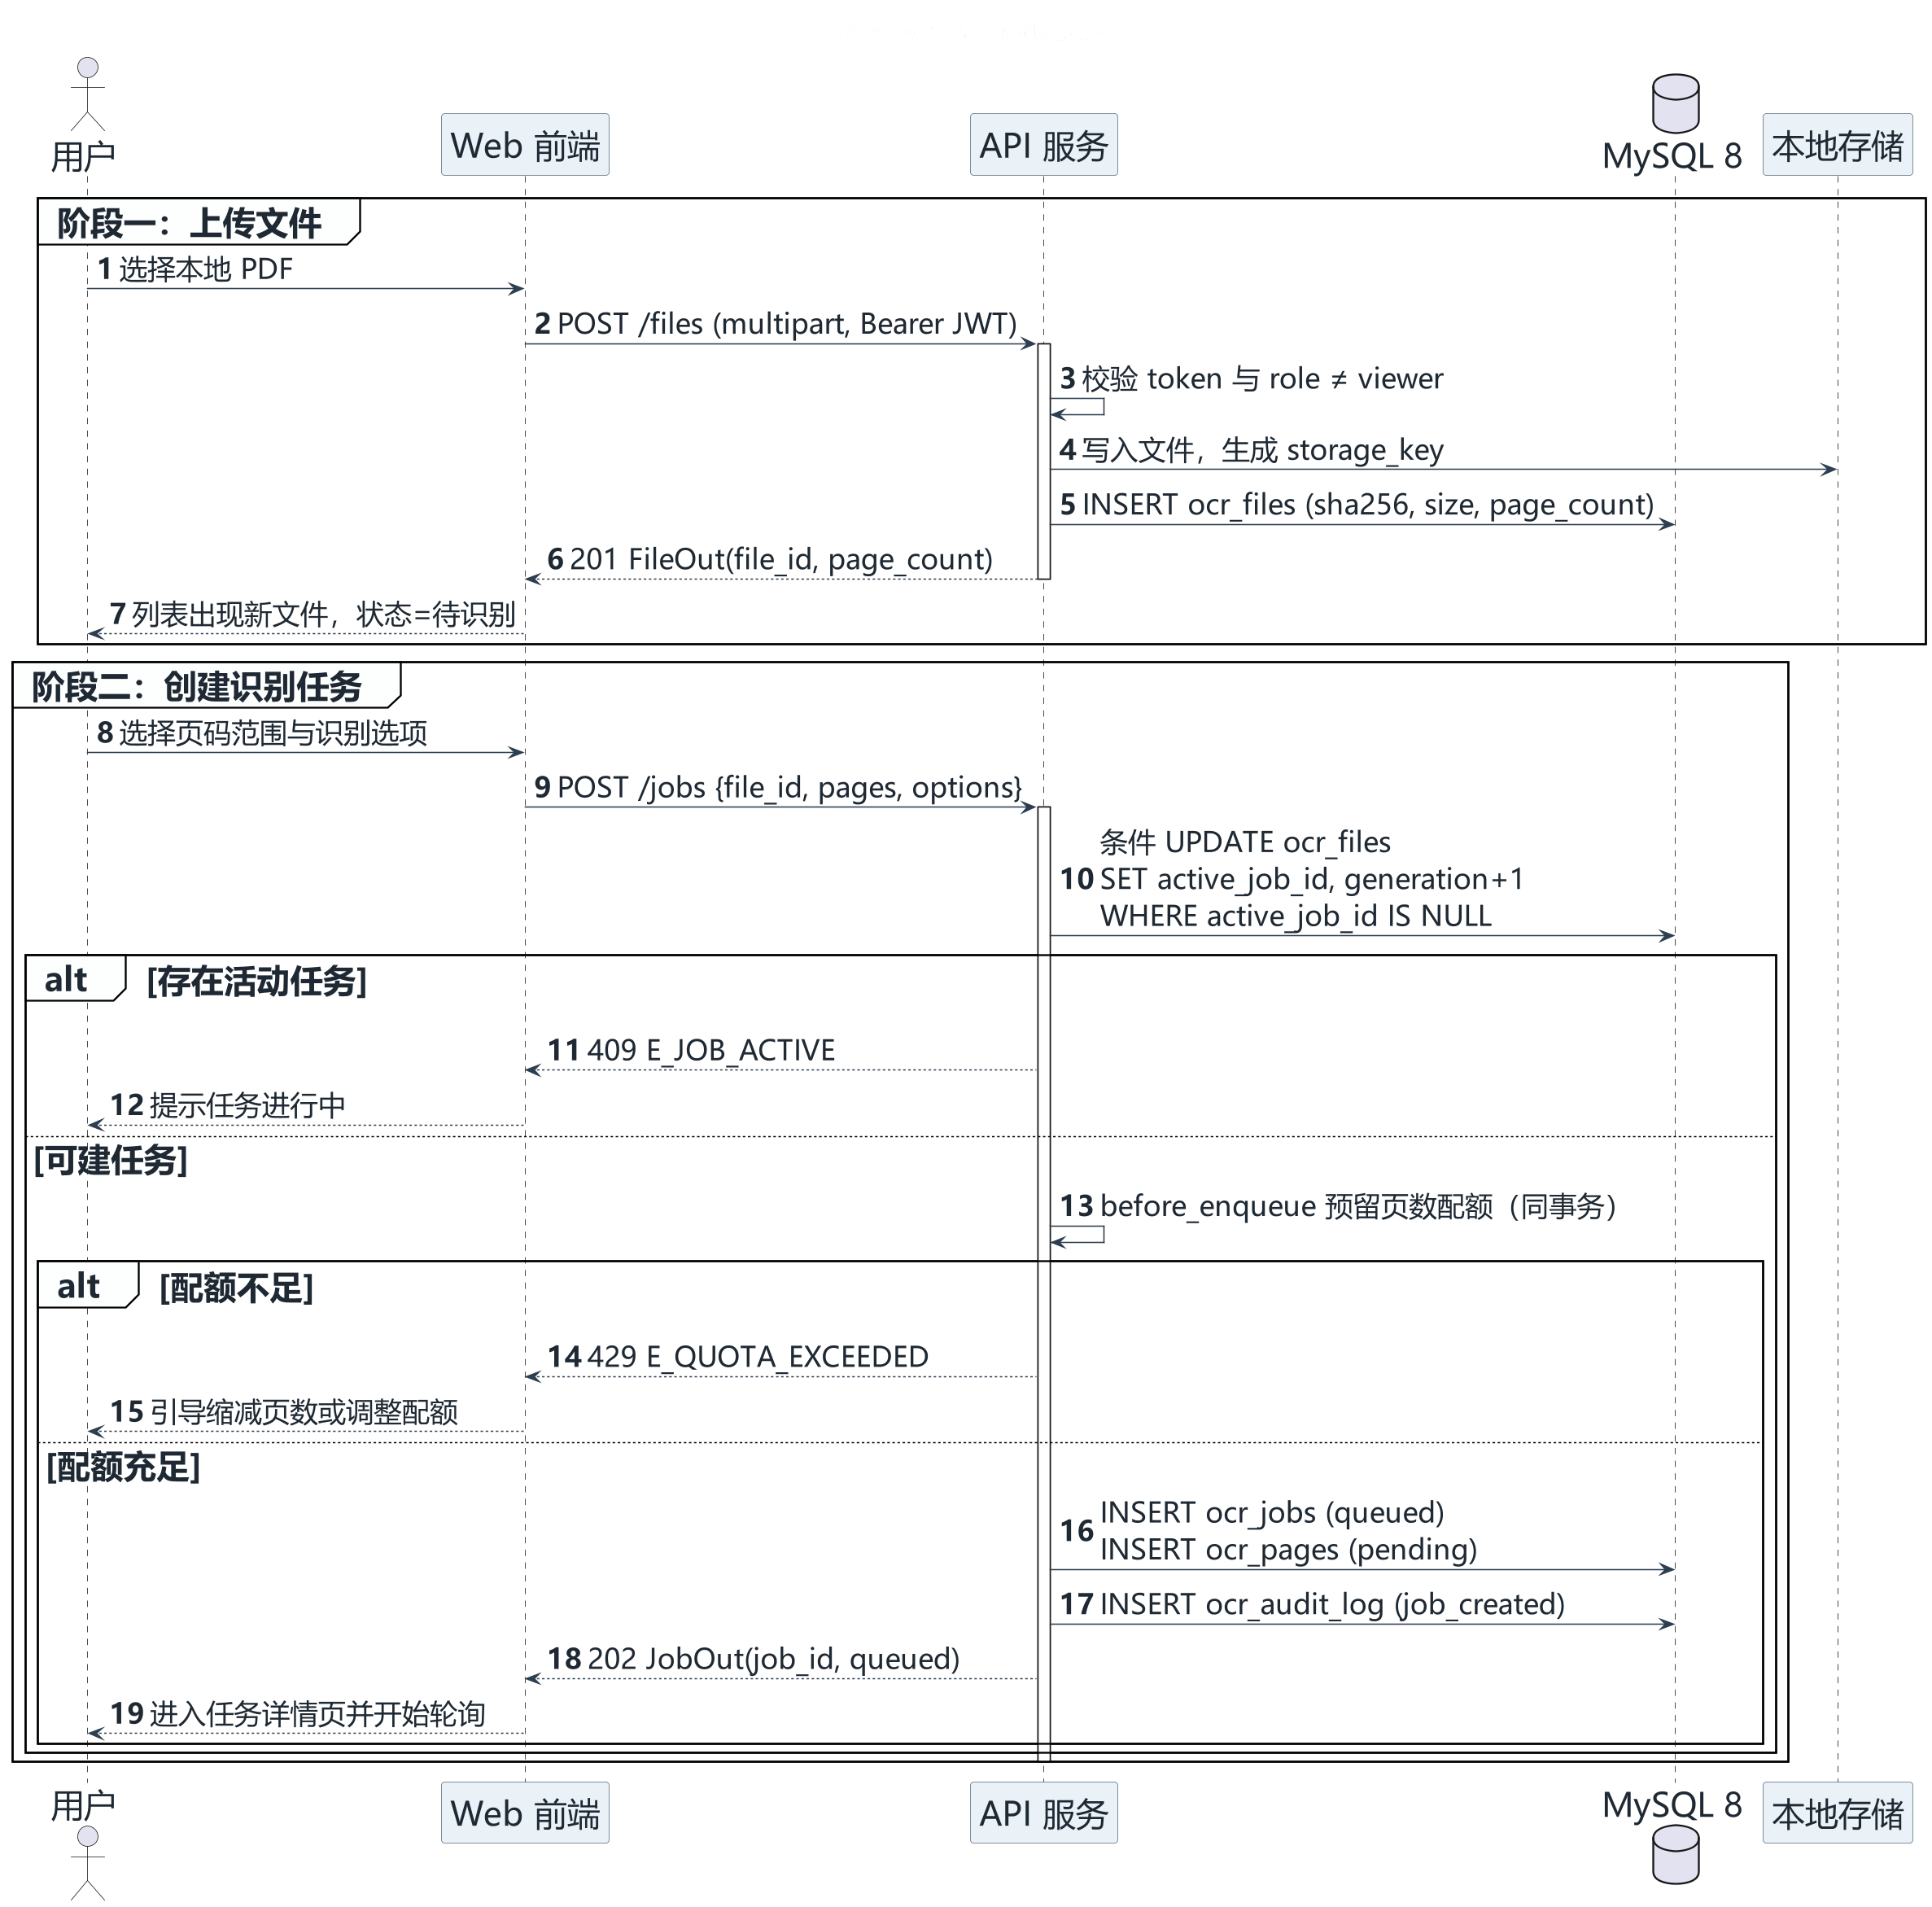 用户
Web 前端
API 服务
MySQL 8
本地存储
阶段一：上传文件
1 选择本地 PDF
2 POST /files (multipart, Bearer JWT)
3 校验 token 与 role ≠ viewer
4 写入文件，生成 storage_key
5 INSERT ocr_files (sha256, size, page_count)
6 201 FileOut(file_id, page_count)
7 列表出现新文件，状态=待识别
阶段二：创建识别任务
8 选择页码范围与识别选项
9 POST /jobs {file_id, pages, options}
条件 UPDATE ocr_files
10 SET active_job_id, generation+1
WHERE active_job_id IS NULL
alt [存在活动任务]
11 409 E_JOB_ACTIVE
12 提示任务进行中
[可建任务]
13 before_enqueue 预留页数配额（同事务）
alt [配额不足]
14 429 E_QUOTA_EXCEEDED
15 引导缩减页数或调整配额
[配额充足]
16 INSERT ocr_jobs (queued)
INSERT ocr_pages (pending)
17 INSERT ocr_audit_log (job_created)
18 202 JobOut(job_id, queued)
19 进入任务详情页并开始轮询
用户
Web 前端
API 服务
MySQL 8
本地存储